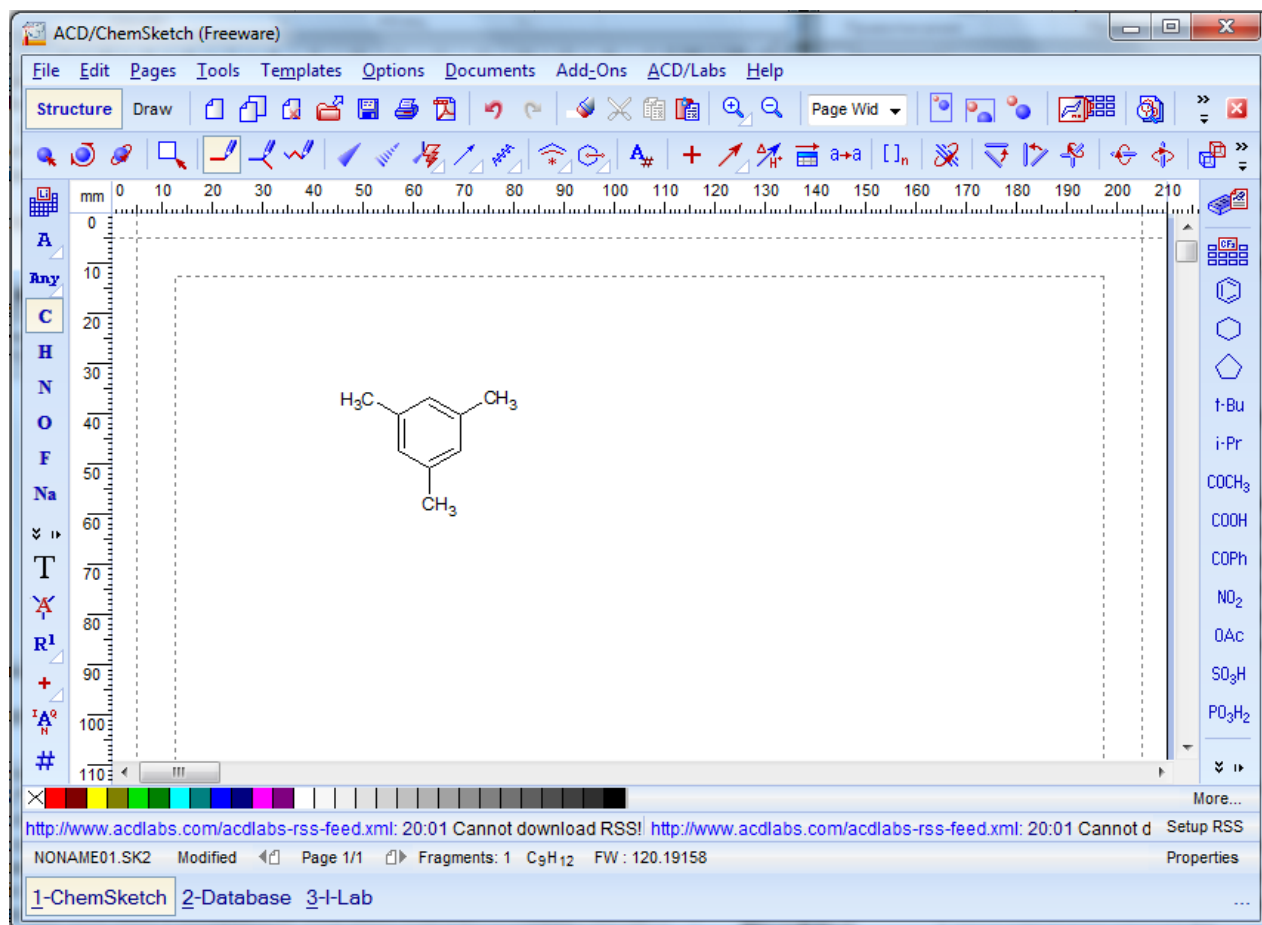 ACD/ChemSketch (Freeware)
File Edit Pages Tools Templates Options Documents Add-Ons ACD/Labs Help
Structure Draw Page Wid
A# + a→a []n
mm 0 10 20 30 40 50 60 70 80 90 100 110 120 130 140 150 160 170 180 190 200 210
Li
A
Any
C
H
N
O
F
Na
T
A
R1
+
I A Q N
#
0
10
20
30
40
50
60
70
80
90
100
110
H3C CH3
CH3
CF3
t-Bu
i-Pr
COCH3
COOH
COPh
NO2
OAc
SO3H
PO3H2
More...
http://www.acdlabs.com/acdlabs-rss-feed.xml: 20:01 Cannot download RSS! http://www.acdlabs.com/acdlabs-rss-feed.xml: 20:01 Cannot d Setup RSS
NONAME01.SK2 Modified Page 1/1 Fragments: 1 C9H12 FW : 120.19158 Properties
1-ChemSketch 2-Database 3-I-Lab ...